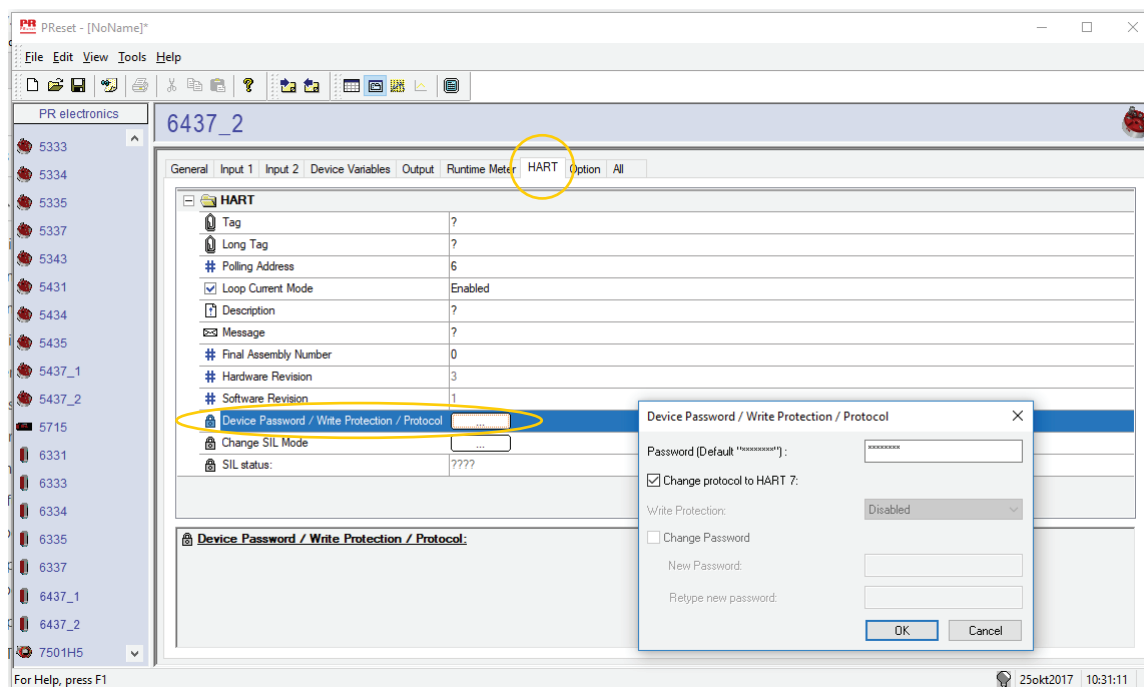 PR
PReset - [NoName]*
File Edit View Tools Help
PR electronics
5333
5334
5335
5337
5343
5431
5434
5435
5437_1
5437_2
5715
6331
6333
6334
6335
6337
6437_1
6437_2
7501H5
6437_2
General Input 1 Input 2 Device Variables Output Runtime Meter HART Option All
HART
Tag ?
Long Tag ?
Polling Address 6
Loop Current Mode Enabled
Description ?
Message ?
Final Assembly Number 0
Hardware Revision 3
Software Revision 1
Device Password / Write Protection / Protocol ...
Change SIL Mode ...
SIL status: ????
Device Password / Write Protection / Protocol:
Device Password / Write Protection / Protocol
Password (Default "********") : ********
Change protocol to HART 7:
Write Protection: Disabled
Change Password
New Password:
Retype new password:
OK Cancel
For Help, press F1
25okt2017 10:31:11